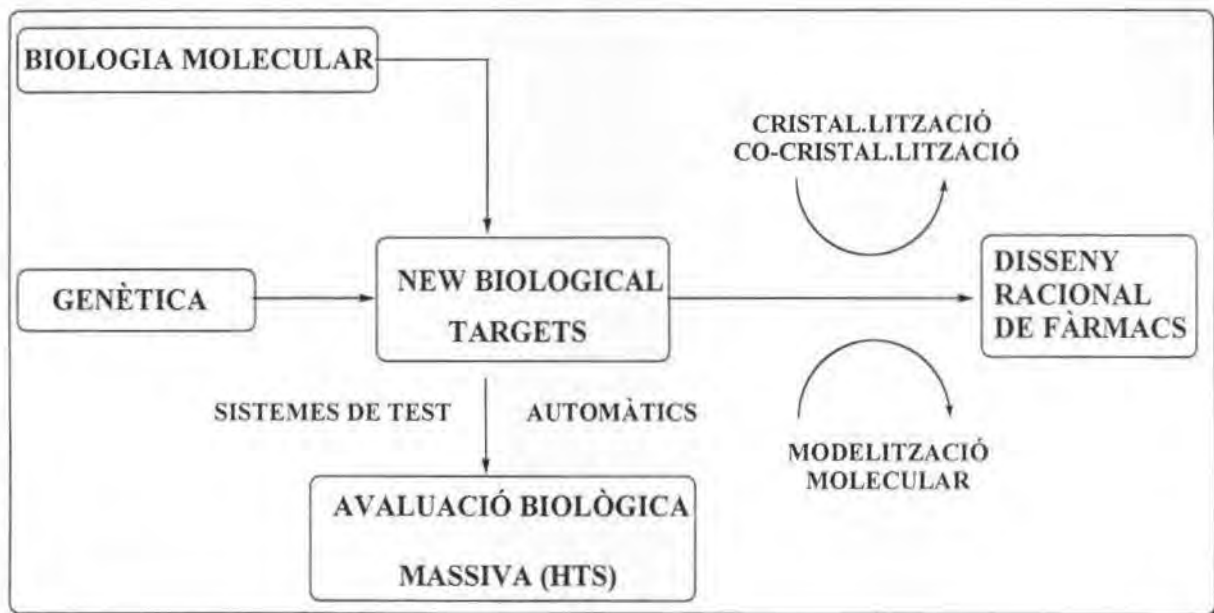 BIOLOGIA MOLECULAR
CRISTAL.LITZACIÓ
CO-CRISTAL.LITZACIÓ
GENÈTICA
NEW BIOLOGICAL
TARGETS
DISSENY
RACIONAL
DE FÀRMACS
SISTEMES DE TEST
AUTOMÀTICS
MODELITZACIÓ
MOLECULAR
AVALUACIÓ BIOLÒGICA
MASSIVA (HTS)